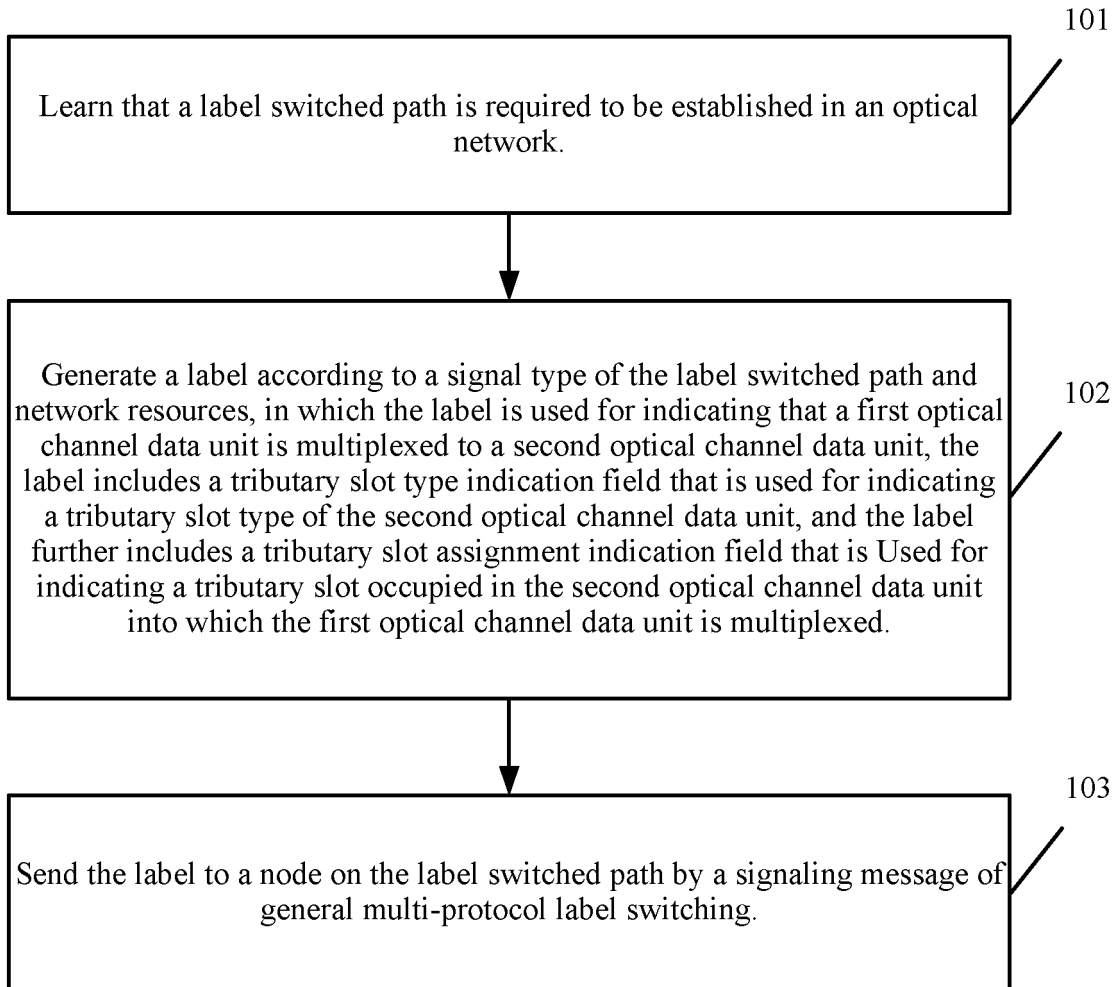 101
Learn that a label switched path is required to be established in an optical
network.
102
Generate a label according to a signal type of the label switched path and
network resources, in which the label is used for indicating that a first optical
channel data unit is multiplexed to a second optical channel data unit, the
label includes a tributary slot type indication field that is used for indicating
a tributary slot type of the second optical channel data unit, and the label
further includes a tributary slot assignment indication field that is Used for
indicating a tributary slot occupied in the second optical channel data unit
into which the first optical channel data unit is multiplexed.
103
Send the label to a node on the label switched path by a signaling message of
general multi-protocol label switching.